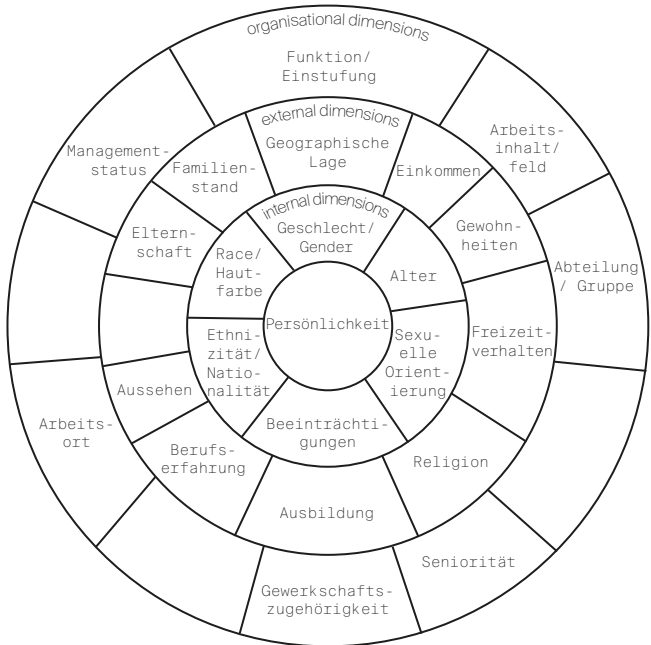 organisational dimensions
Funktion/
Einstufung
Arbeits-
inhalt/
feld
Abteilung
/ Gruppe
Seniorität
Gewerkschafts-
zugehörigkeit
Arbeits-
ort
Management-
status
external dimensions
Geographische
Lage
Einkommen
Gewohn-
heiten
Freizeit-
verhalten
Religion
Ausbildung
Berufs-
erfahrung
Aussehen
Eltern-
schaft
Familien-
stand
internal dimensions
Geschlecht/
Gender
Alter
Sexu-
elle
Orient-
ierung
Beeinträchti-
gungen
Ethni-
zität/
Natio-
nalität
Race/
Haut-
farbe
Persönlichkeit